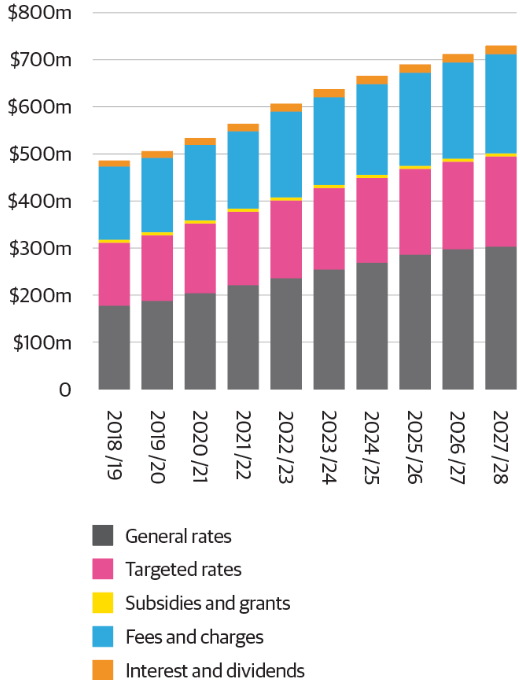 $800m
$700m
$600m
$500m
$400m
$300m
$200m
$100m
0
2018 /19
2019 /20
2020 /21
2021 /22
2022 /23
2023 /24
2024 /25
2025 /26
2026 /27
2027 /28
General rates
Targeted rates
Subsidies and grants
Fees and charges
Interest and dividends